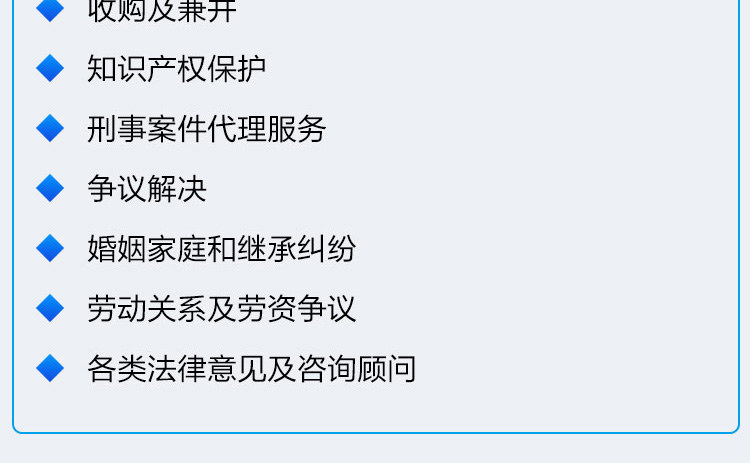 收购及兼并
知识产权保护
刑事案件代理服务
争议解决
婚姻家庭和继承纠纷
劳动关系及劳资争议
各类法律意见及咨询顾问